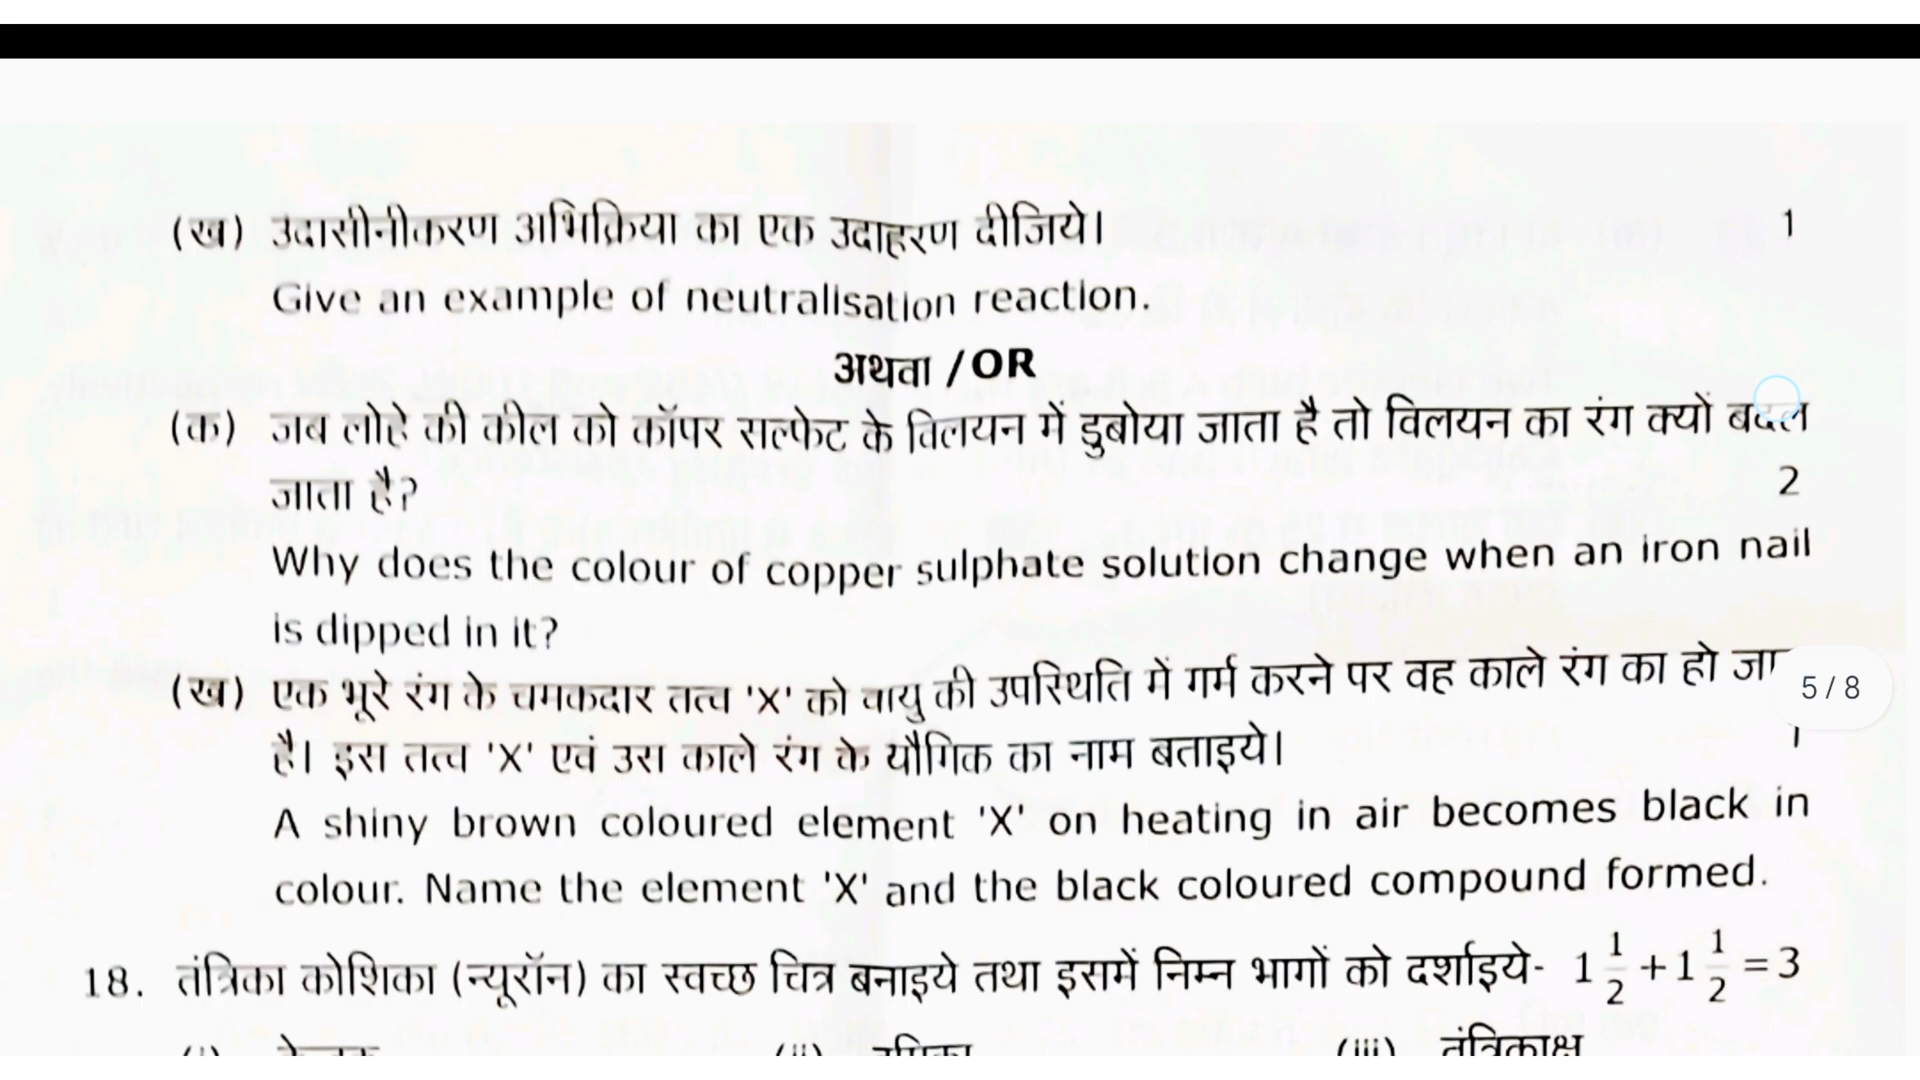 (ख) उदासीनीकरण अभिक्रिया का एक उदाहरण दीजिये। 1
Give an example of neutralisation reaction.
अथवा / OR
(क) जब लोहे की कील को कॉपर सल्फेट के विलयन में डुबोया जाता है तो विलयन का रंग क्यों बदल
जाता है? 2
Why does the colour of copper sulphate solution change when an iron nail
is dipped in it?
(ख) एक भूरे रंग के चमकदार तत्व 'X' को वायु की उपस्थिति में गर्म करने पर वह काले रंग का हो
5 / 8
है। इस तत्व 'X' एवं उस काले रंग के यौगिक का नाम बताइये। 1
A shiny brown coloured element 'X' on heating in air becomes black in
colour. Name the element 'X' and the black coloured compound formed.
18. तंत्रिका कोशिका (न्यूरॉन) का स्वच्छ चित्र बनाइये तथा इसमें निम्न भागों को दर्शाइये- 1 1/2 + 1 1/2 = 3
(iii) तंत्रिकाक्ष